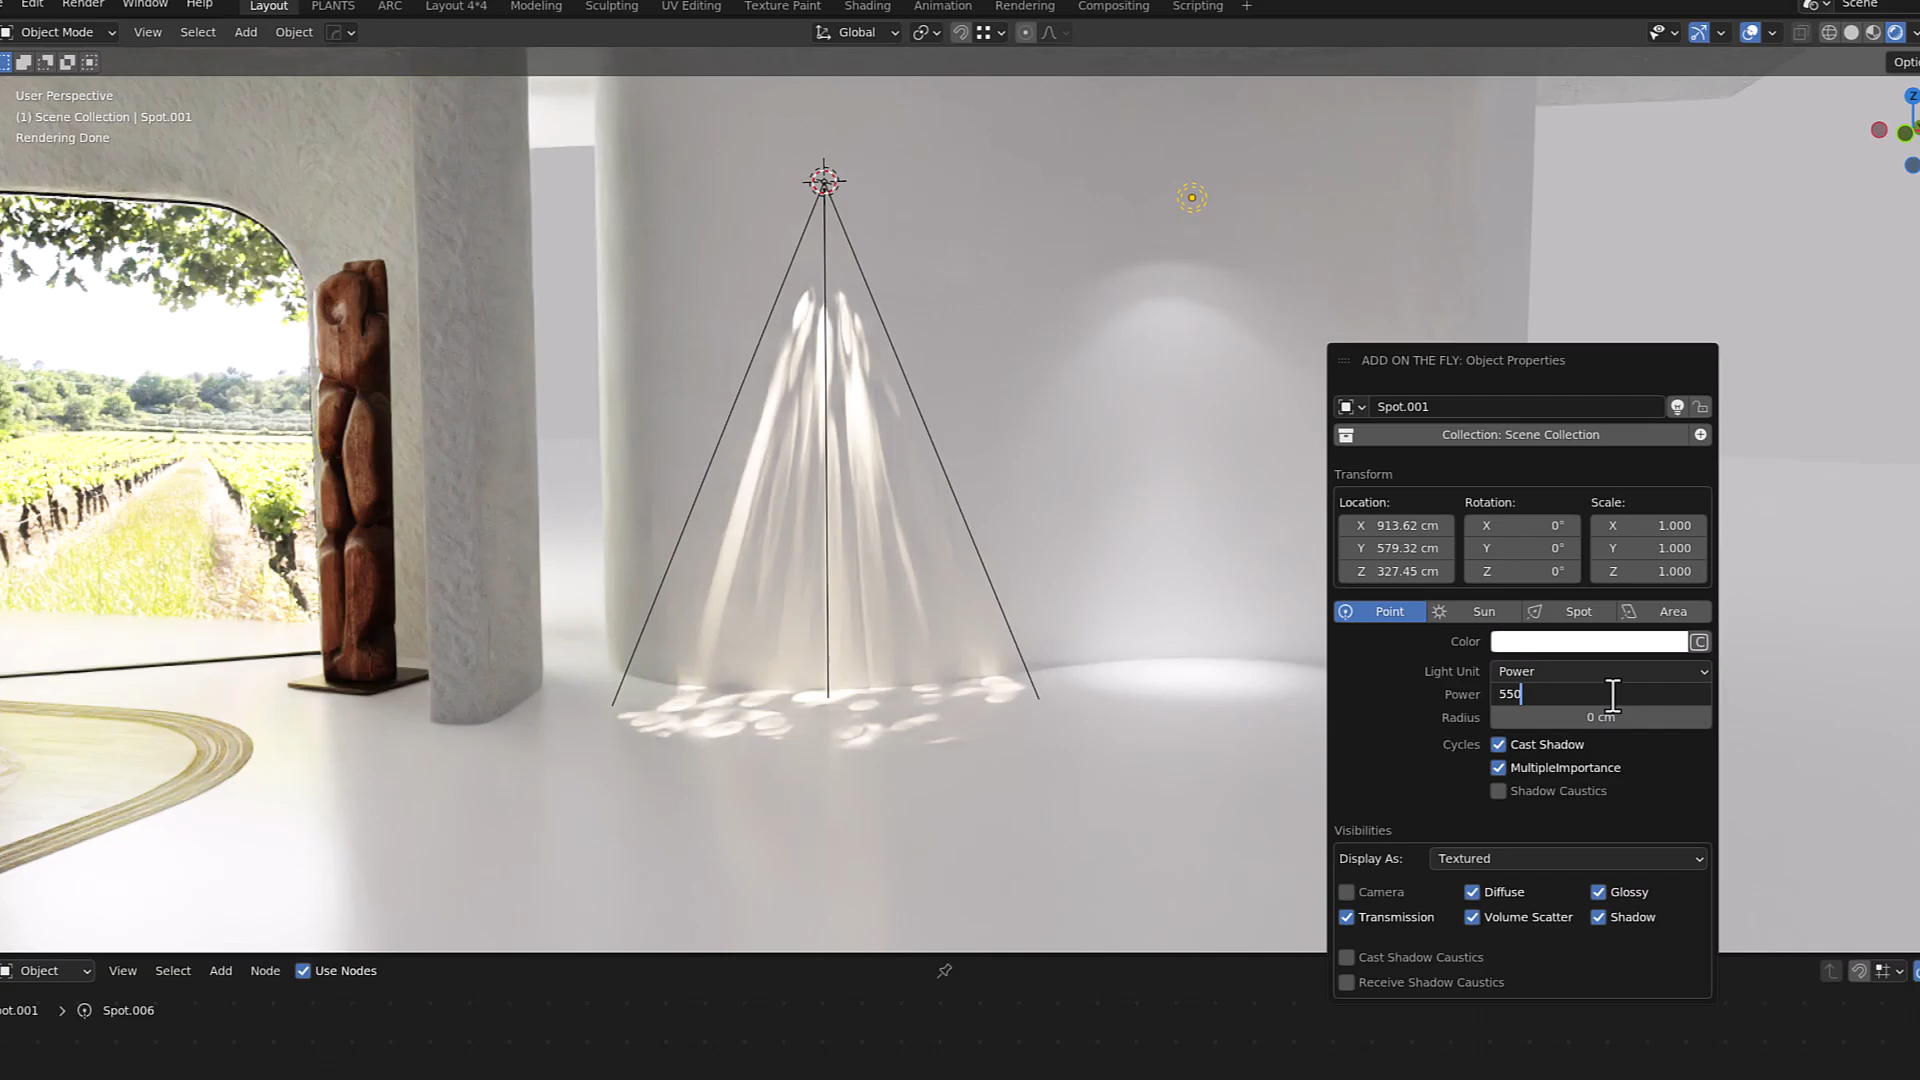 Edit Render Window Help Layout PLANTS ARC Layout 4*4 Modeling Sculpting UV Editing Texture Paint Shading Animation Rendering Compositing Scripting + Scene
Object Mode View Select Add Object Global
Optio
User Perspective
(1) Scene Collection | Spot.001
Rendering Done
Z
ADD ON THE FLY: Object Properties
Spot.001
Collection: Scene Collection
Transform
Location: Rotation: Scale:
X 913.62 cm X 0° X 1.000
Y 579.32 cm Y 0° Y 1.000
Z 327.45 cm Z 0° Z 1.000
Point Sun Spot Area
Color C
Light Unit Power
Power 550
Radius 0 cm
Cycles Cast Shadow
MultipleImportance
Shadow Caustics
Visibilities
Display As: Textured
Camera Diffuse Glossy
Transmission Volume Scatter Shadow
Cast Shadow Caustics
Receive Shadow Caustics
Object View Select Add Node Use Nodes
pot.001 > Spot.006